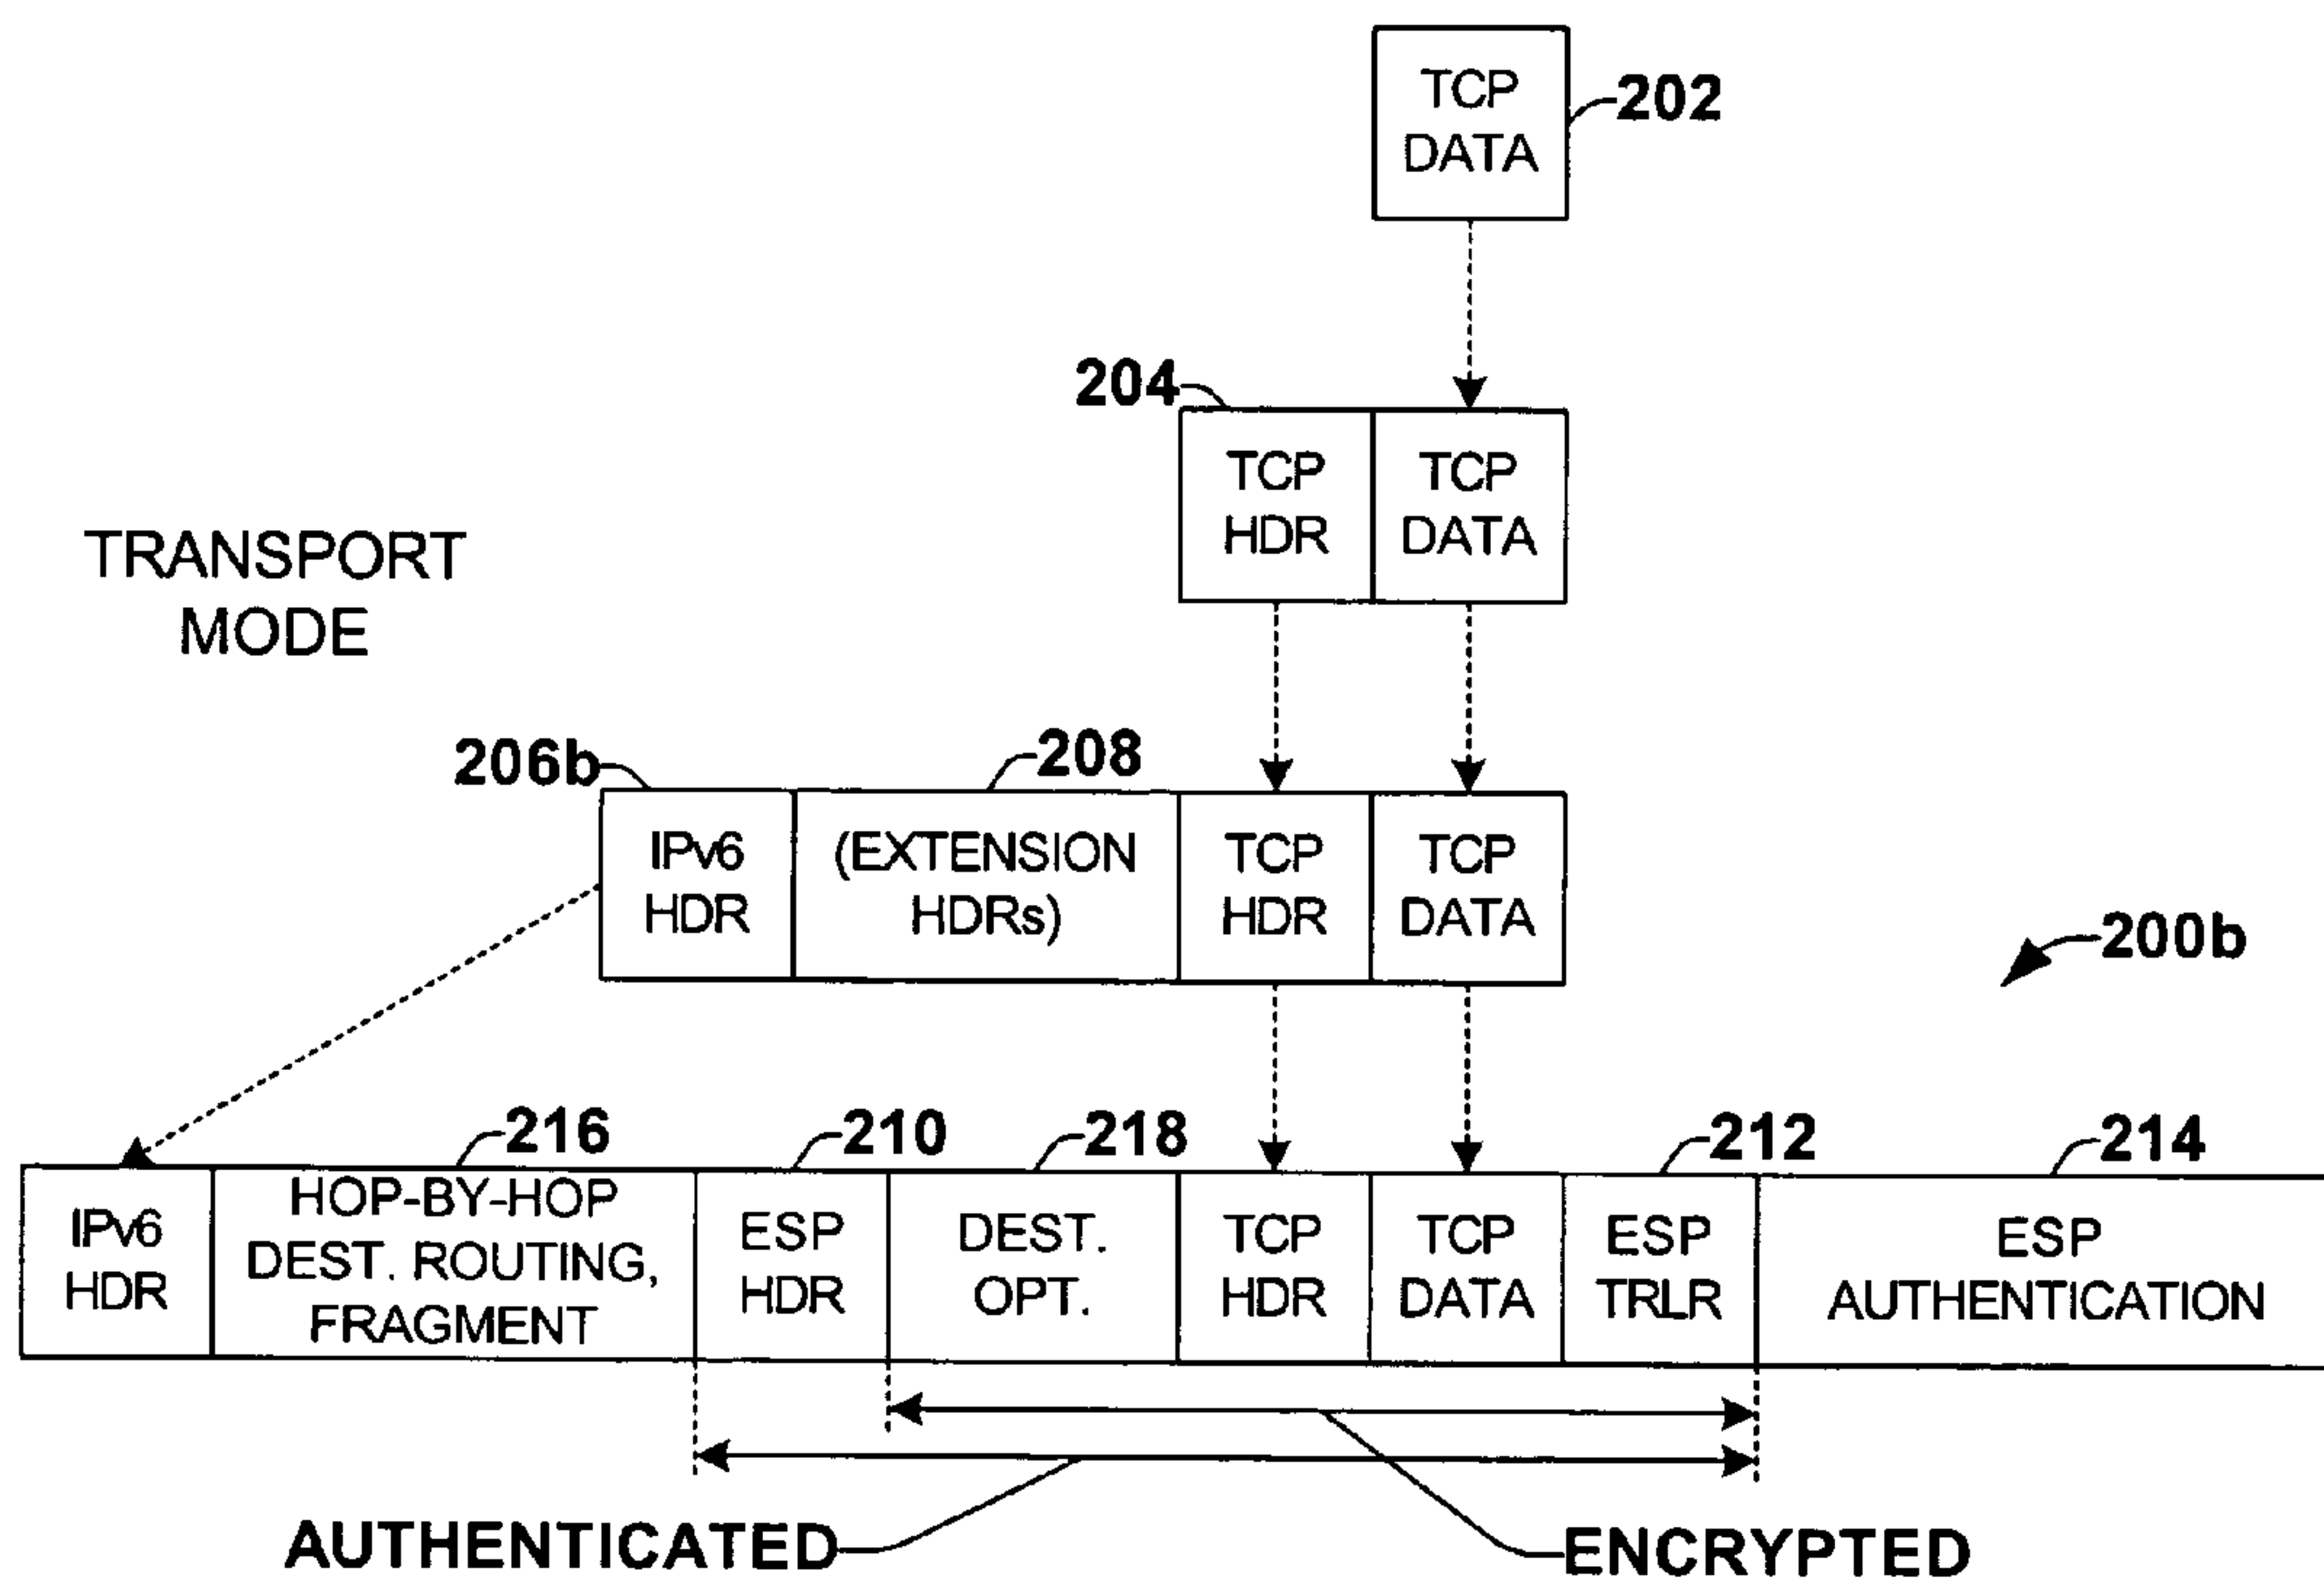 TCP
DATA
202
204
TCP
HDR
TCP
DATA
TRANSPORT
MODE
206b
208
IPv6
HDR
(EXTENSION
HDRs)
TCP
HDR
TCP
DATA
200b
216
210
218
212
214
IPv6
HDR
HOP-BY-HOP
DEST. ROUTING,
FRAGMENT
ESP
HDR
DEST.
OPT.
TCP
HDR
TCP
DATA
ESP
TRLR
ESP
AUTHENTICATION
AUTHENTICATED
ENCRYPTED